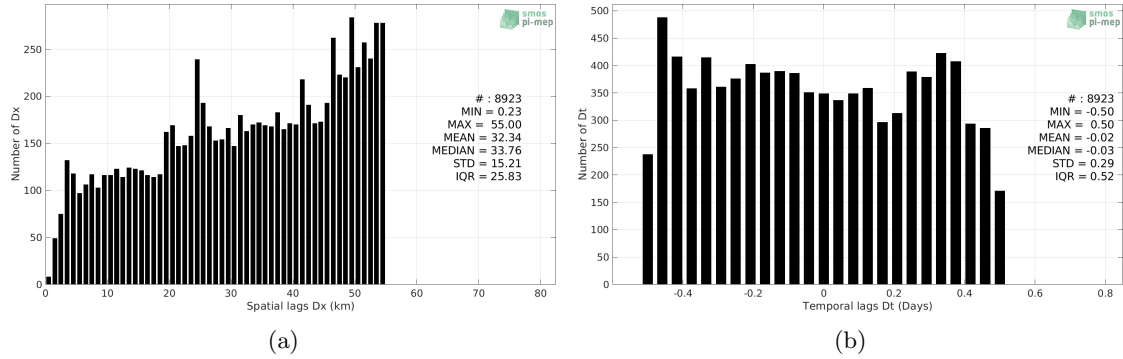 smos
pi-mep
250
200
150
100
50
0
Number of Dx
# : 8923
MIN = 0.23
MAX = 55.00
MEAN = 32.34
MEDIAN = 33.76
STD = 15.21
IQR = 25.83
0 10 20 30 40 50 60 70 80
Spatial lags Dx (km)
(a)
smos
pi-mep
500
450
400
350
300
250
200
150
100
50
0
Number of Dt
# : 8923
MIN = -0.50
MAX = 0.50
MEAN = -0.02
MEDIAN = -0.03
STD = 0.29
IQR = 0.52
-0.4 -0.2 0 0.2 0.4 0.6 0.8
Temporal lags Dt (Days)
(b)